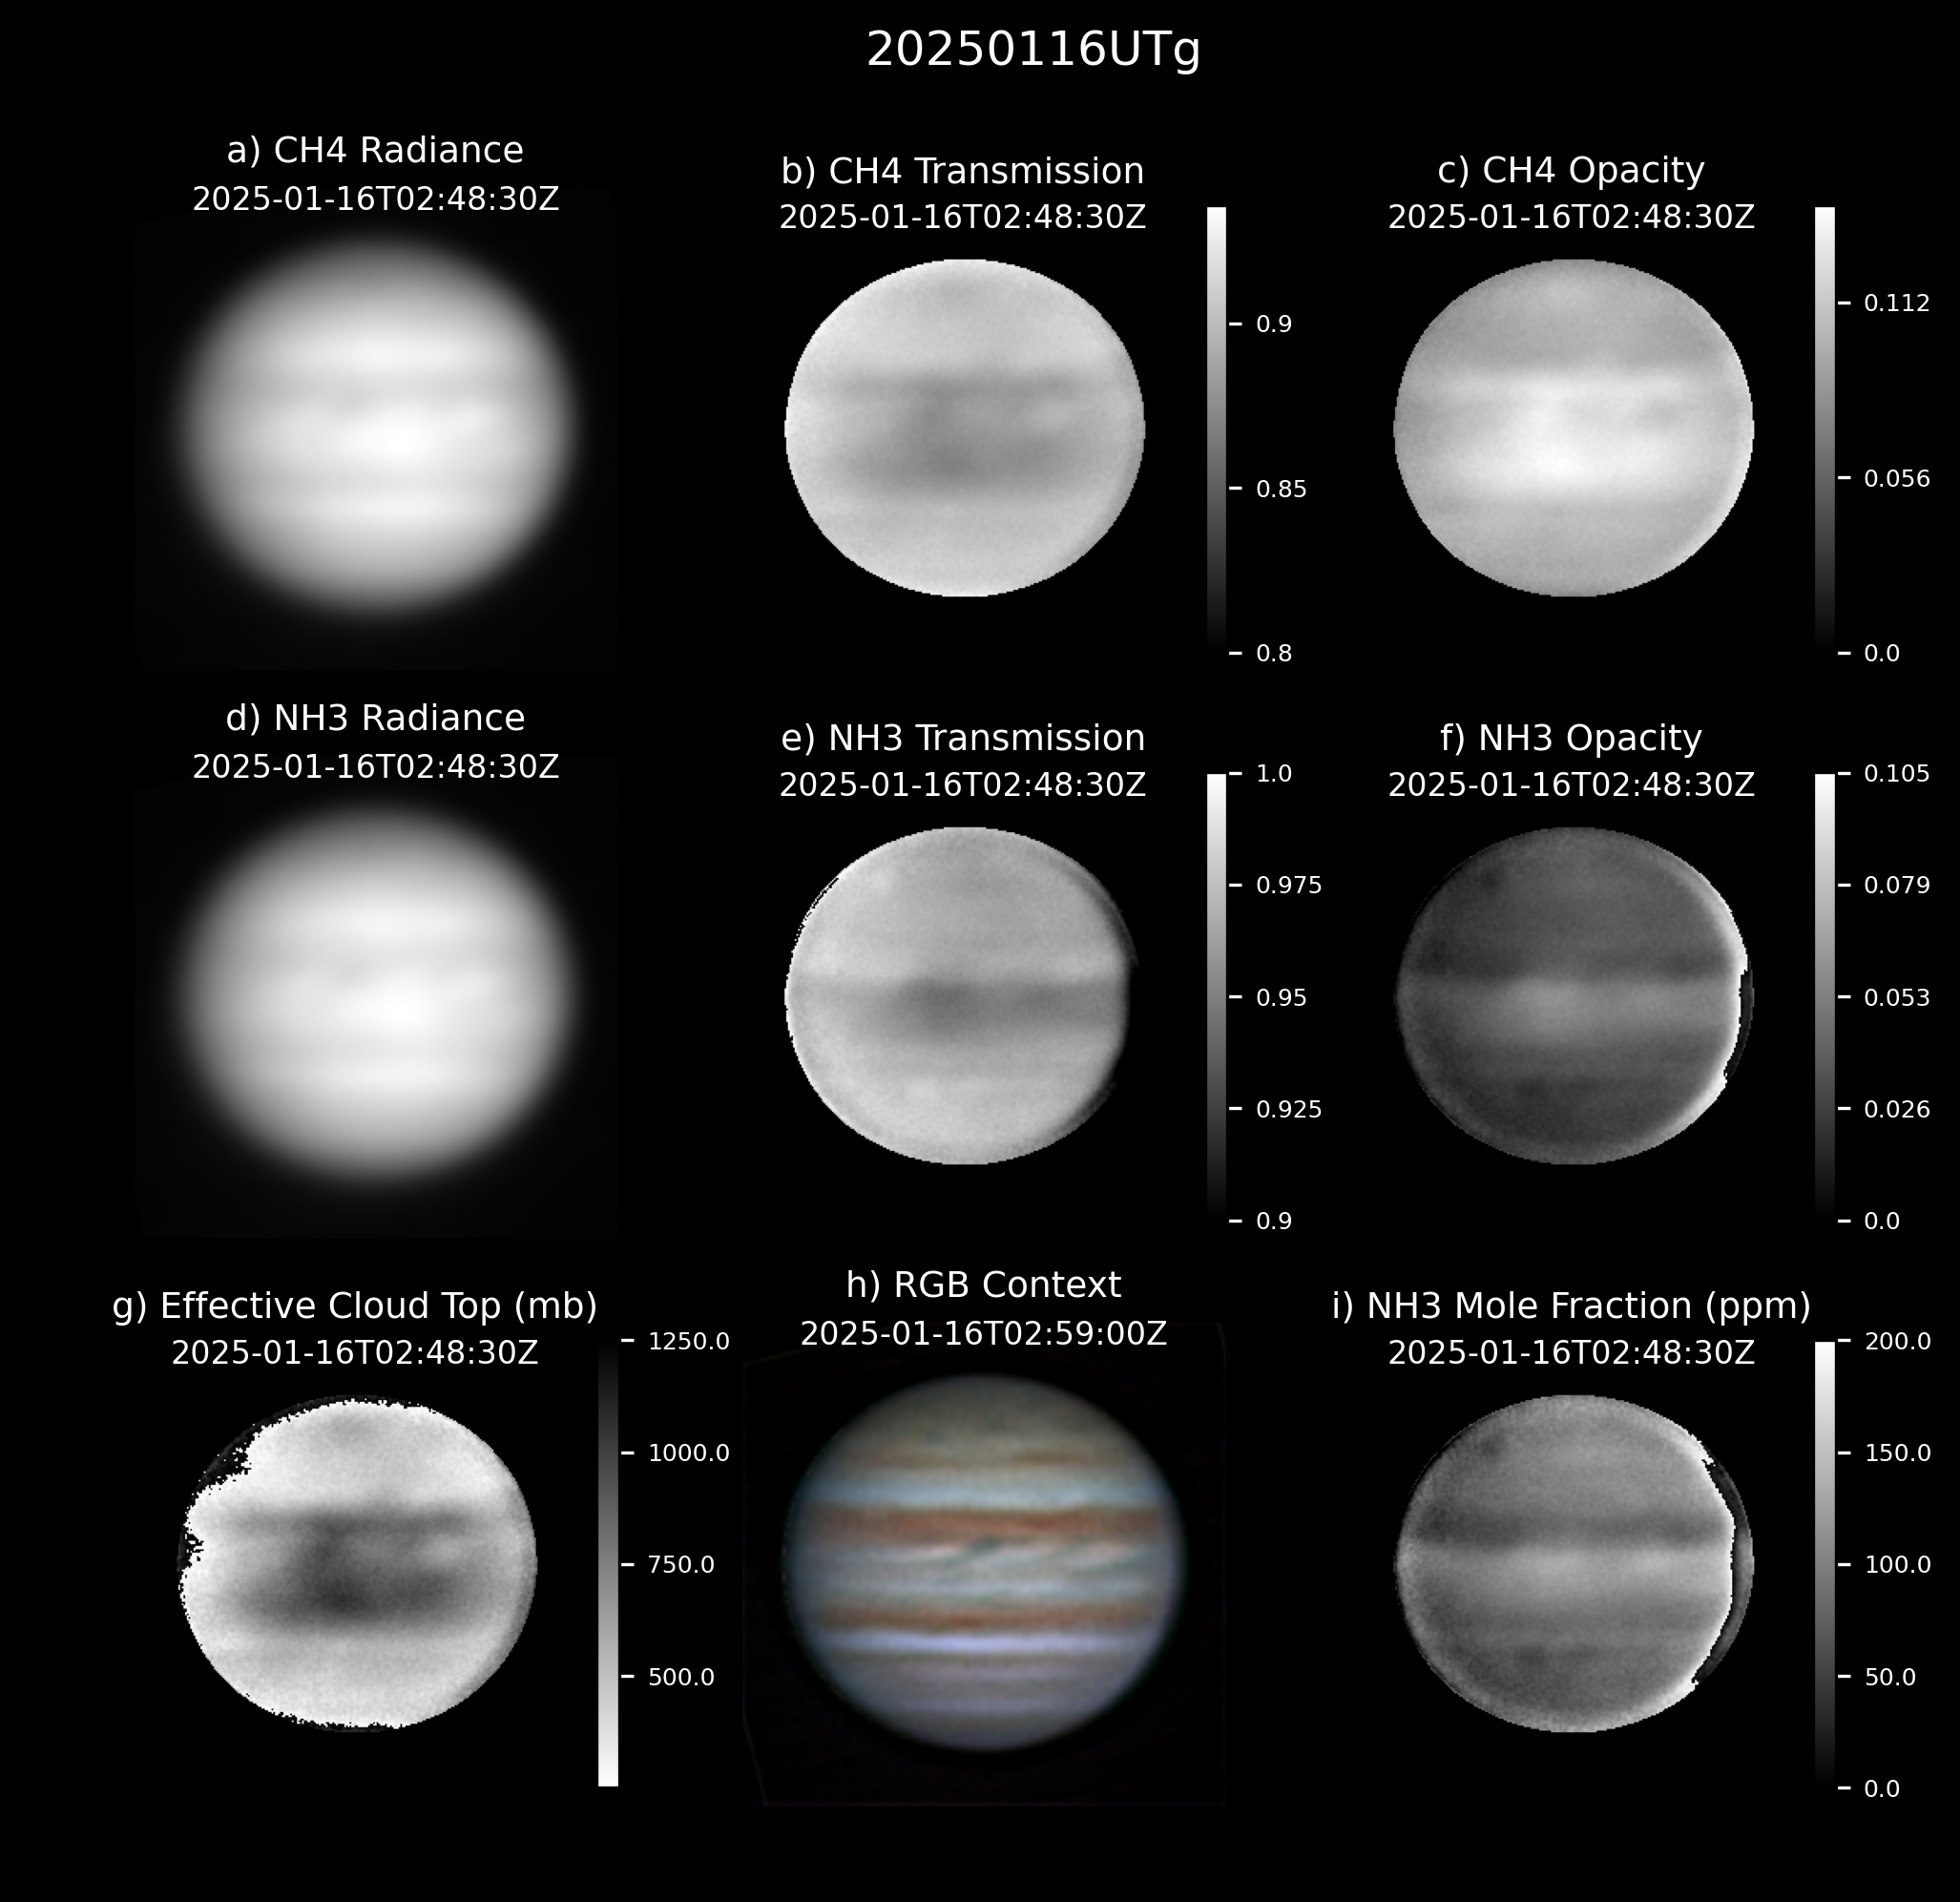 20250116UTg
a) CH4 Radiance
2025-01-16T02:48:30Z
b) CH4 Transmission
2025-01-16T02:48:30Z
0.9
0.85
0.8
c) CH4 Opacity
2025-01-16T02:48:30Z
0.112
0.056
0.0
d) NH3 Radiance
2025-01-16T02:48:30Z
e) NH3 Transmission
2025-01-16T02:48:30Z
1.0
0.975
0.95
0.925
0.9
f) NH3 Opacity
2025-01-16T02:48:30Z
0.105
0.079
0.053
0.026
0.0
g) Effective Cloud Top (mb)
2025-01-16T02:48:30Z
1250.0
1000.0
750.0
500.0
h) RGB Context
2025-01-16T02:59:00Z
i) NH3 Mole Fraction (ppm)
2025-01-16T02:48:30Z
200.0
150.0
100.0
50.0
0.0